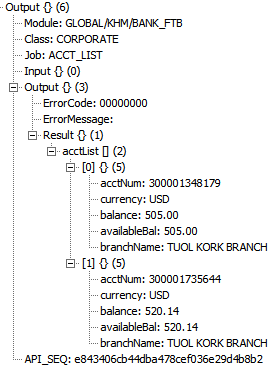 Output {} (6)
Module: GLOBAL/KHM/BANK_FTB
Class: CORPORATE
Job: ACCT_LIST
Input {} (0)
Output {} (3)
ErrorCode: 00000000
ErrorMessage:
Result {} (1)
acctList [] (2)
[0] {} (5)
acctNum: 300001348179
currency: USD
balance: 505.00
availableBal: 505.00
branchName: TUOL KORK BRANCH
[1] {} (5)
acctNum: 300001735644
currency: USD
balance: 520.14
availableBal: 520.14
branchName: TUOL KORK BRANCH
API_SEQ: e843406cb44dba478cef036e29d4b8b2